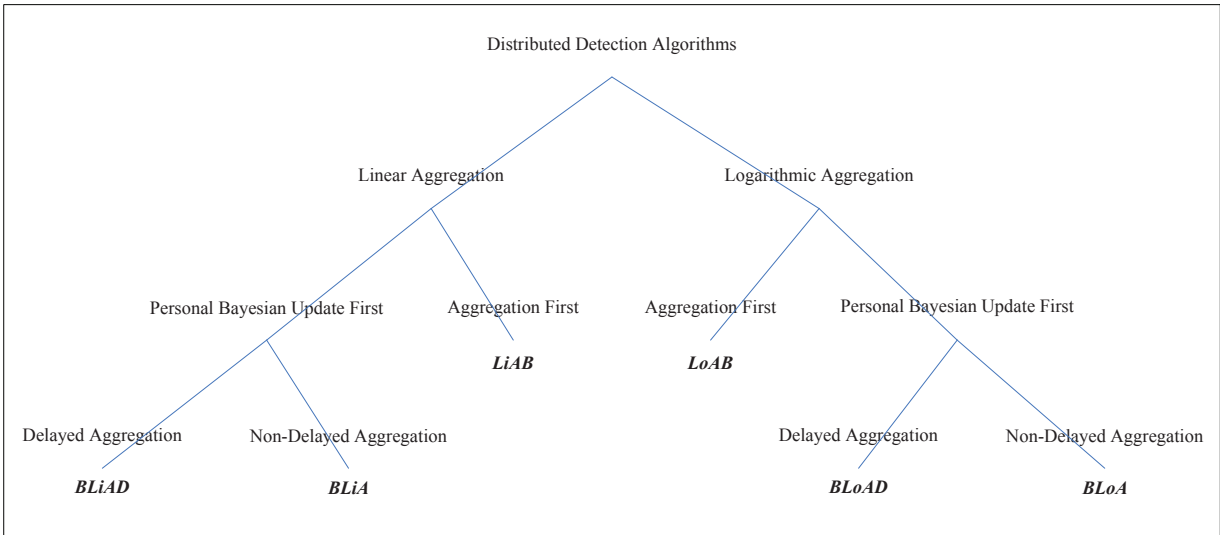 Distributed Detection Algorithms
Linear Aggregation
Logarithmic Aggregation
Personal Bayesian Update First
Aggregation First
Aggregation First
Personal Bayesian Update First
LiAB
LoAB
Delayed Aggregation
Non-Delayed Aggregation
Delayed Aggregation
Non-Delayed Aggregation
BLiAD
BLiA
BLoAD
BLoA